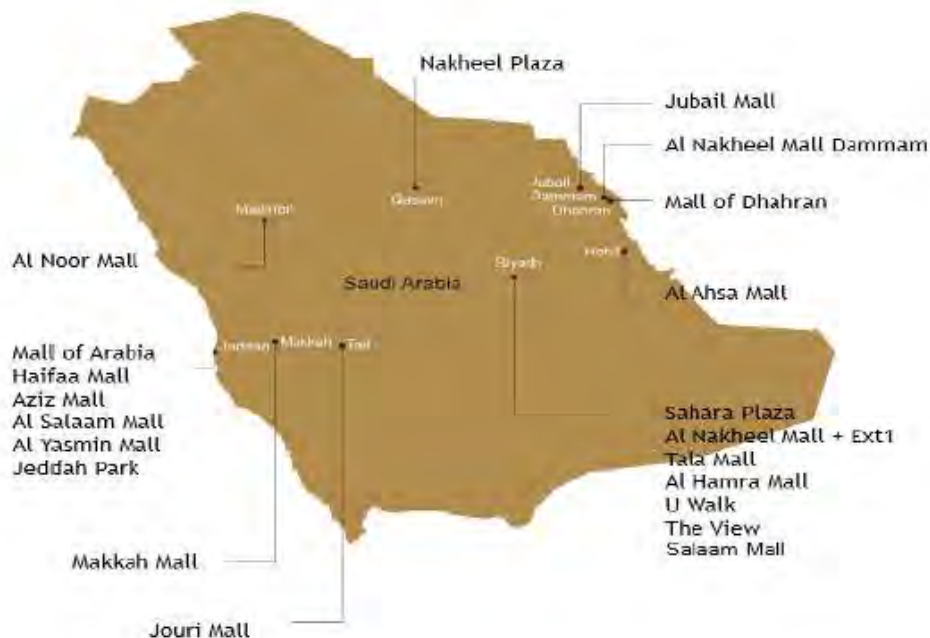 Nakheel Plaza
Jubail Mall
Al Nakheel Mall Dammam
Mall of Dhahran
Jubail
Dammam
Dhahran
Qassim
Madinah
Al Noor Mall
Hofuf
Riyadh
Saudi Arabia
Al Ahsa Mall
Jeddah
Makkah
Taif
Mall of Arabia
Haifaa Mall
Aziz Mall
Al Salaam Mall
Al Yasmin Mall
Jeddah Park
Sahara Plaza
Al Nakheel Mall + Ext1
Tala Mall
Al Hamra Mall
U Walk
The View
Salaam Mall
Makkah Mall
Jouri Mall